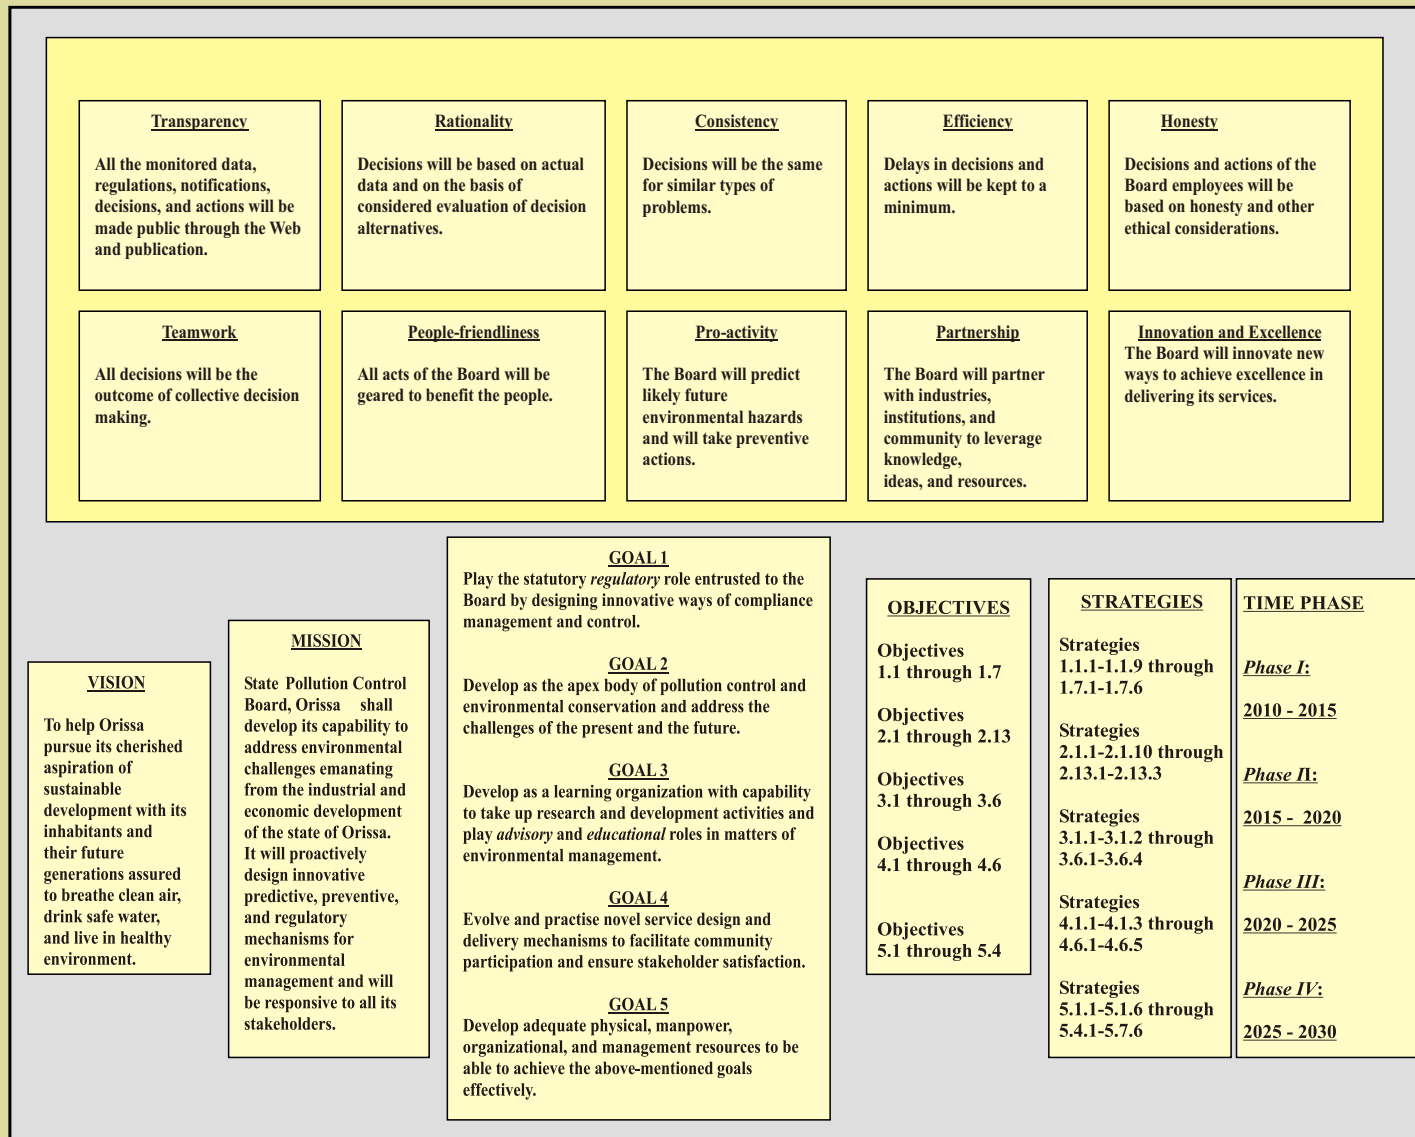 Transparency
All the monitored data,
regulations, notifications,
decisions, and actions will be
made public through the Web
and publication.
Rationality
Decisions will be based on actual
data and on the basis of
considered evaluation of decision
alternatives.
Consistency
Decisions will be the same
for similar types of
problems.
Efficiency
Delays in decisions and
actions will be kept to a
minimum.
Honesty
Decisions and actions of the
Board employees will be
based on honesty and other
ethical considerations.
Teamwork
All decisions will be the
outcome of collective decision
making.
People-friendliness
All acts of the Board will be
geared to benefit the people.
Pro-activity
The Board will predict
likely future
environmental hazards
and will take preventive
actions.
Partnership
The Board will partner
with industries,
institutions, and
community to leverage
knowledge,
ideas, and resources.
Innovation and Excellence
The Board will innovate new
ways to achieve excellence in
delivering its services.
VISION
To help Orissa
pursue its cherished
aspiration of
sustainable
development with its
inhabitants and
their future
generations assured
to breathe clean air,
drink safe water,
and live in healthy
environment.
MISSION
State Pollution Control
Board, Orissa shall
develop its capability to
address environmental
challenges emanating
from the industrial and
economic development
of the state of Orissa.
It will proactively
design innovative
predictive, preventive,
and regulatory
mechanisms for
environmental
management and will
be responsive to all its
stakeholders.
GOAL 1
Play the statutory regulatory role entrusted to the
Board by designing innovative ways of compliance
management and control.
GOAL 2
Develop as the apex body of pollution control and
environmental conservation and address the
challenges of the present and the future.
GOAL 3
Develop as a learning organization with capability
to take up research and development activities and
play advisory and educational roles in matters of
environmental management.
GOAL 4
Evolve and practise novel service design and
delivery mechanisms to facilitate community
participation and ensure stakeholder satisfaction.
GOAL 5
Develop adequate physical, manpower,
organizational, and management resources to be
able to achieve the above-mentioned goals
effectively.
OBJECTIVES
Objectives
1.1 through 1.7
Objectives
2.1 through 2.13
Objectives
3.1 through 3.6
Objectives
4.1 through 4.6
Objectives
5.1 through 5.4
STRATEGIES
Strategies
1.1.1-1.1.9 through
1.7.1-1.7.6
Strategies
2.1.1-2.1.10 through
2.13.1-2.13.3
Strategies
3.1.1-3.1.2 through
3.6.1-3.6.4
Strategies
4.1.1-4.1.3 through
4.6.1-4.6.5
Strategies
5.1.1-5.1.6 through
5.4.1-5.7.6
TIME PHASE
Phase I:
2010 - 2015
Phase II:
2015 - 2020
Phase III:
2020 - 2025
Phase IV:
2025 - 2030